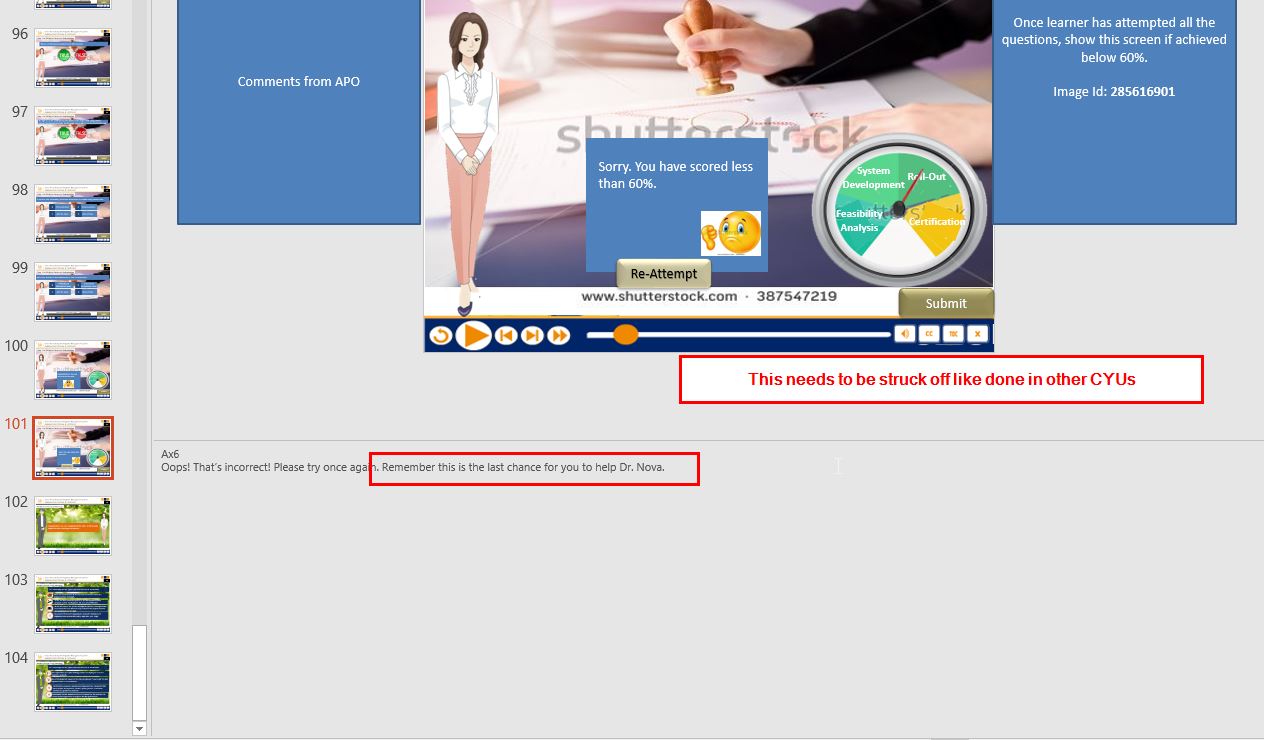 96
97
98
99
100
101
102
103
104
Comments from APO
Once learner has attempted all the
questions, show this screen if achieved
below 60%.
Image Id: 285616901
shutterstock
Sorry. You have scored less
than 60%.
Re-Attempt
System
Development
Roll-Out
Feasibility
Analysis
Certification
www.shutterstock.com · 387547219
Submit
CC
TOC
X
This needs to be struck off like done in other CYUs
Ax6
Oops! That's incorrect! Please try once again. Remember this is the last chance for you to help Dr. Nova.